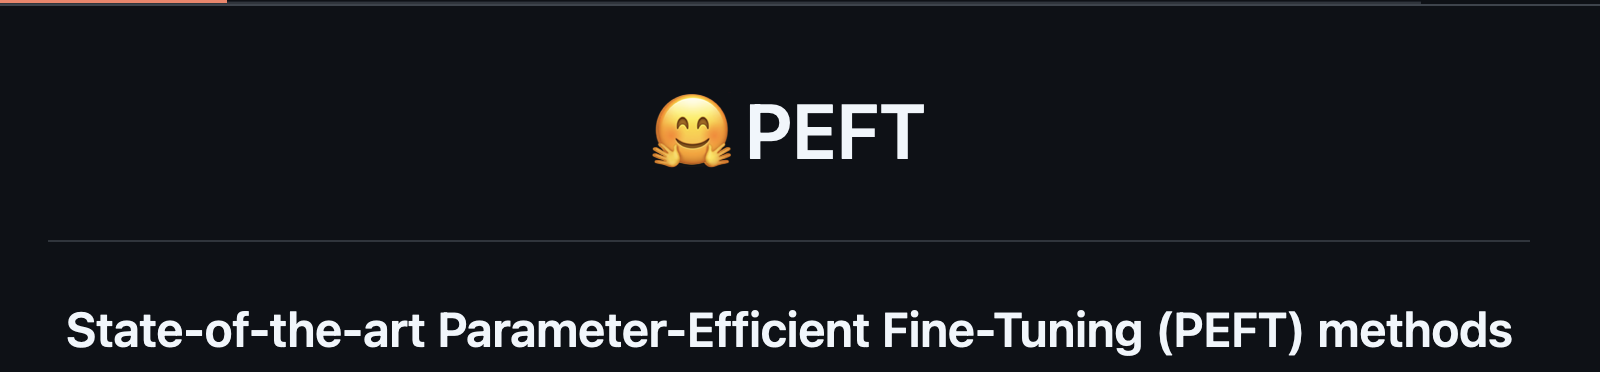 🤗 PEFT
State-of-the-art Parameter-Efficient Fine-Tuning (PEFT) methods